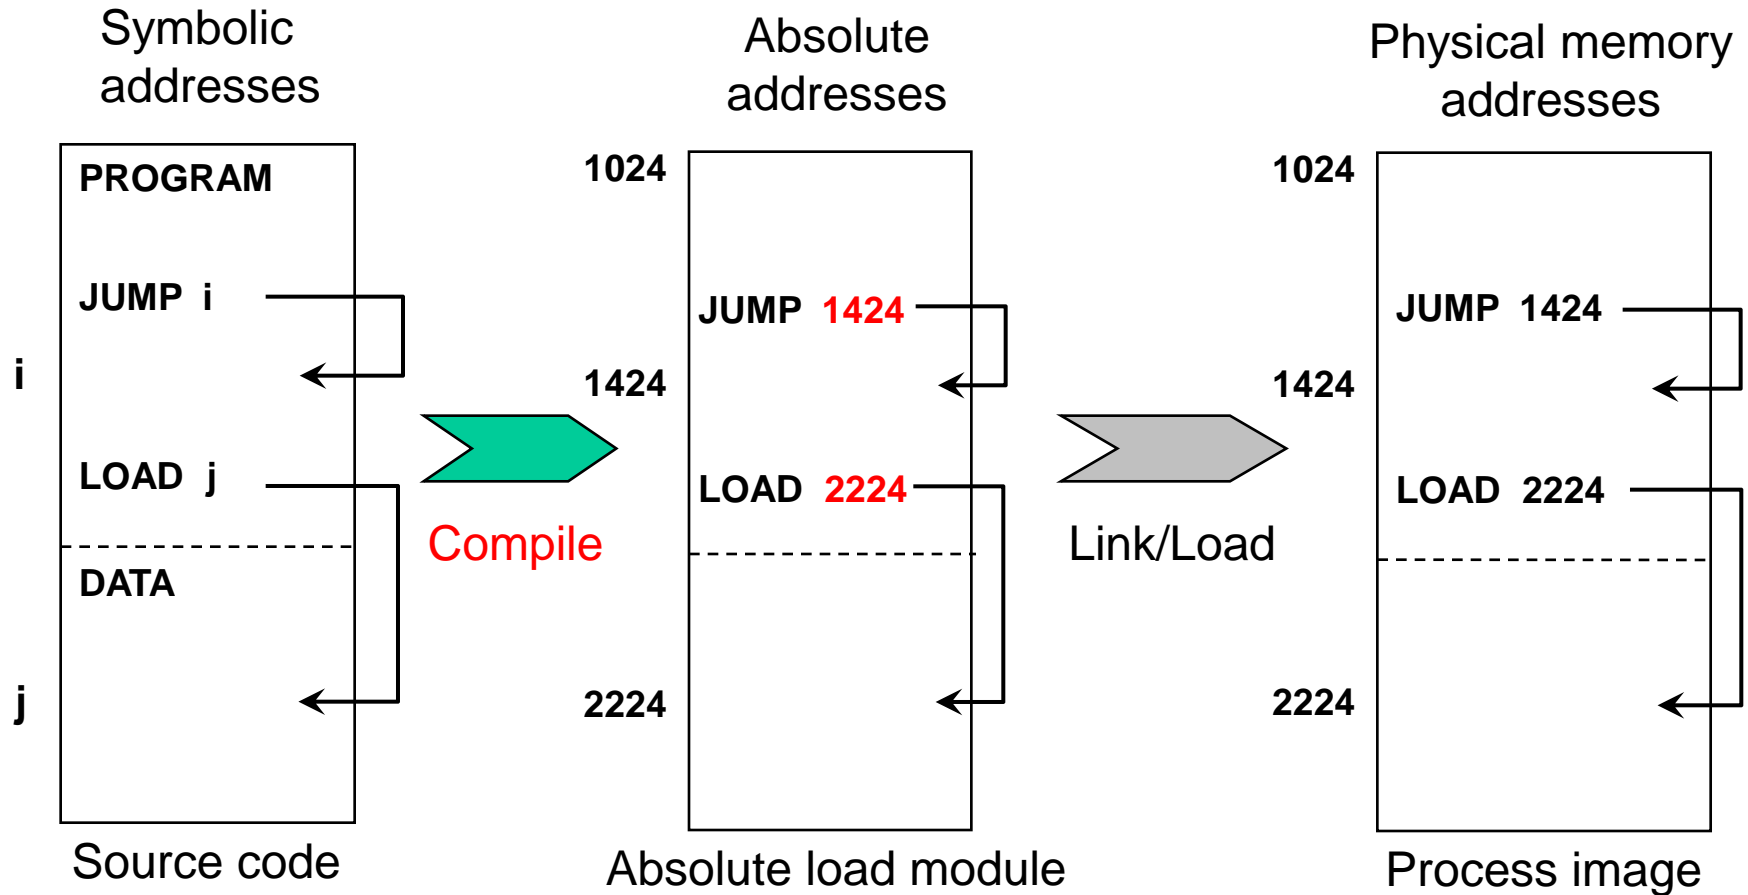 Symbolic
addresses
PROGRAM
JUMP i
i
LOAD j
DATA
j
Source code
Compile
Absolute
addresses
1024
JUMP 1424
1424
LOAD 2224
2224
Absolute load module
Link/Load
Physical memory
addresses
1024
JUMP 1424
1424
LOAD 2224
2224
Process image